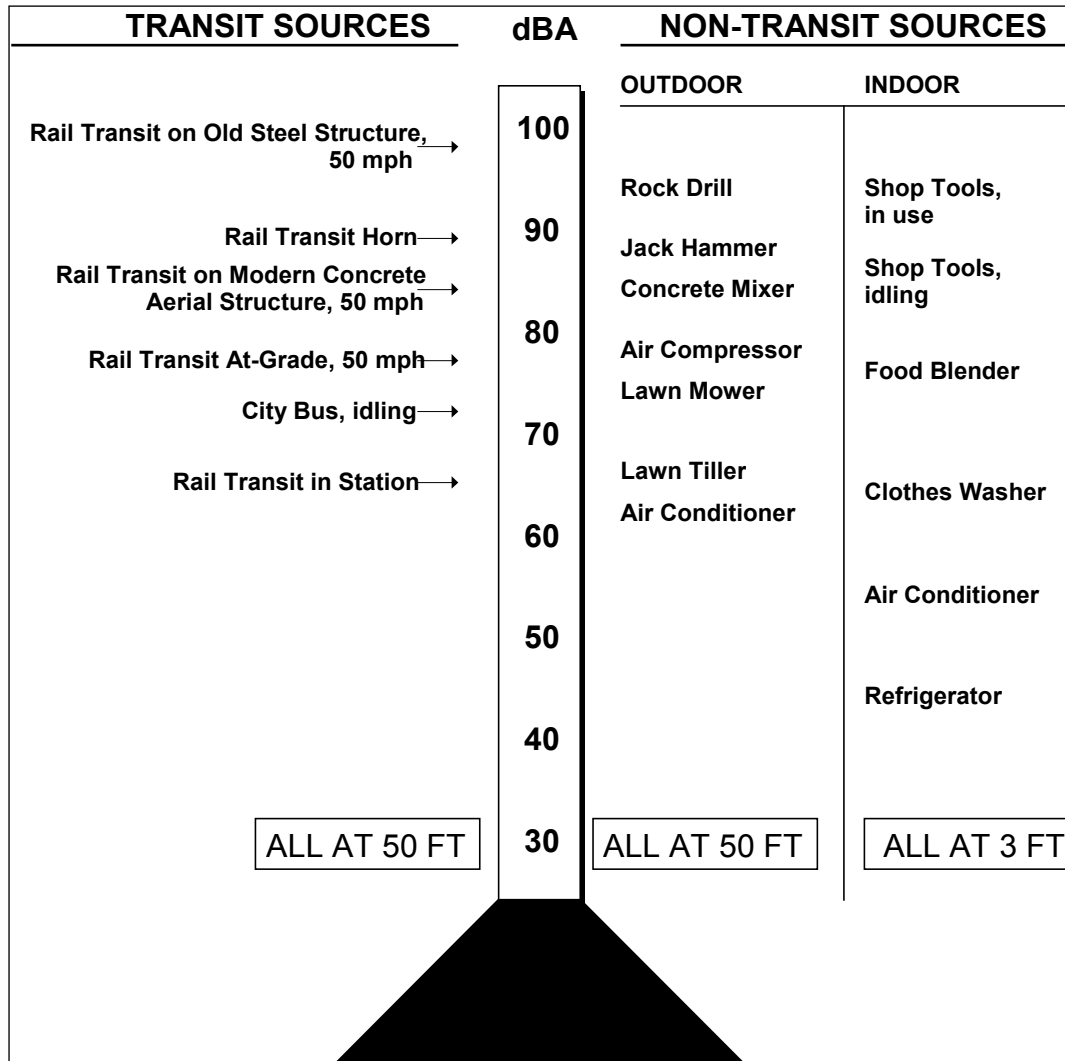 TRANSIT SOURCES
dBA
NON-TRANSIT SOURCES
OUTDOOR
INDOOR
Rail Transit on Old Steel Structure,
50 mph
Rail Transit Horn
Rail Transit on Modern Concrete
Aerial Structure, 50 mph
Rail Transit At-Grade, 50 mph
City Bus, idling
Rail Transit in Station
ALL AT 50 FT
100
90
80
70
60
50
40
30
Rock Drill
Jack Hammer
Concrete Mixer
Air Compressor
Lawn Mower
Lawn Tiller
Air Conditioner
ALL AT 50 FT
Shop Tools,
in use
Shop Tools,
idling
Food Blender
Clothes Washer
Air Conditioner
Refrigerator
ALL AT 3 FT